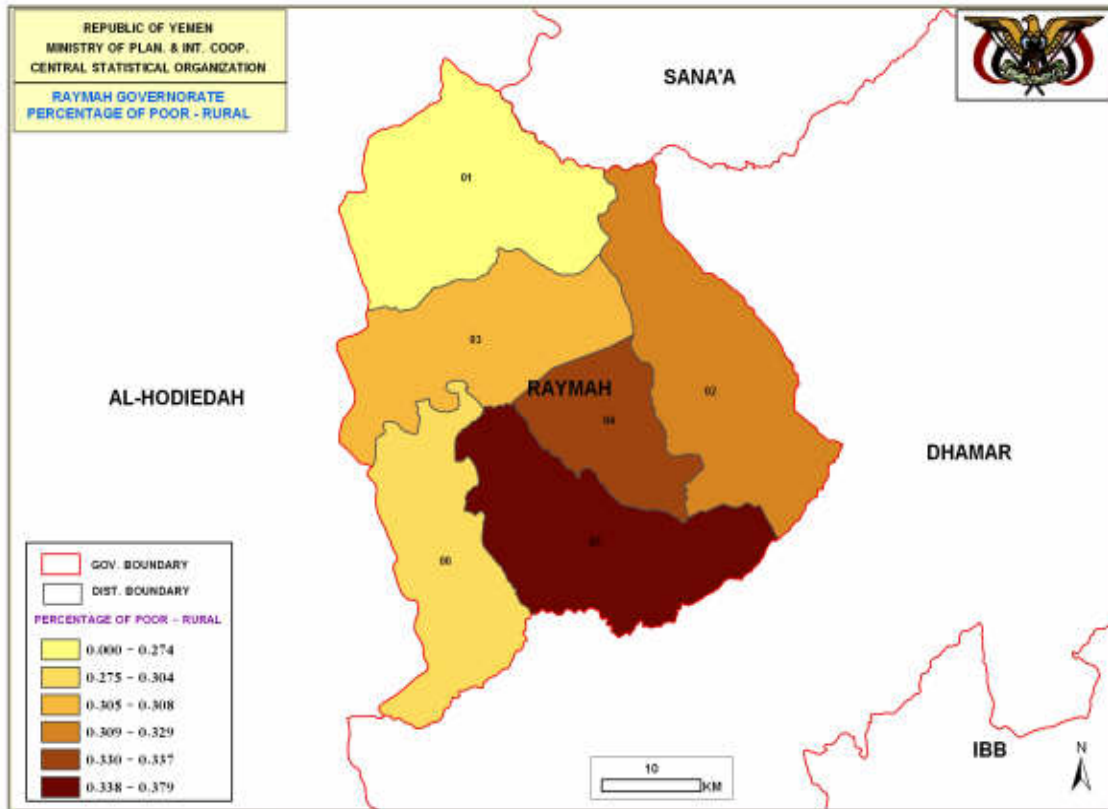 REPUBLIC OF YEMEN
MINISTRY OF PLAN. & INT. COOP.
CENTRAL STATISTICAL ORGANIZATION
RAYMAH GOVERNORATE
PERCENTAGE OF POOR - RURAL
SANA'A
01
03
RAYMAH
02
04
AL-HODIEDAH
DHAMAR
GOV. BOUNDARY
DIST. BOUNDARY
PERCENTAGE OF POOR – RURAL
0.000 – 0.274
0.275 – 0.304
0.305 – 0.308
0.309 – 0.329
0.330 – 0.337
0.338 – 0.379
IBB
N
10
KM